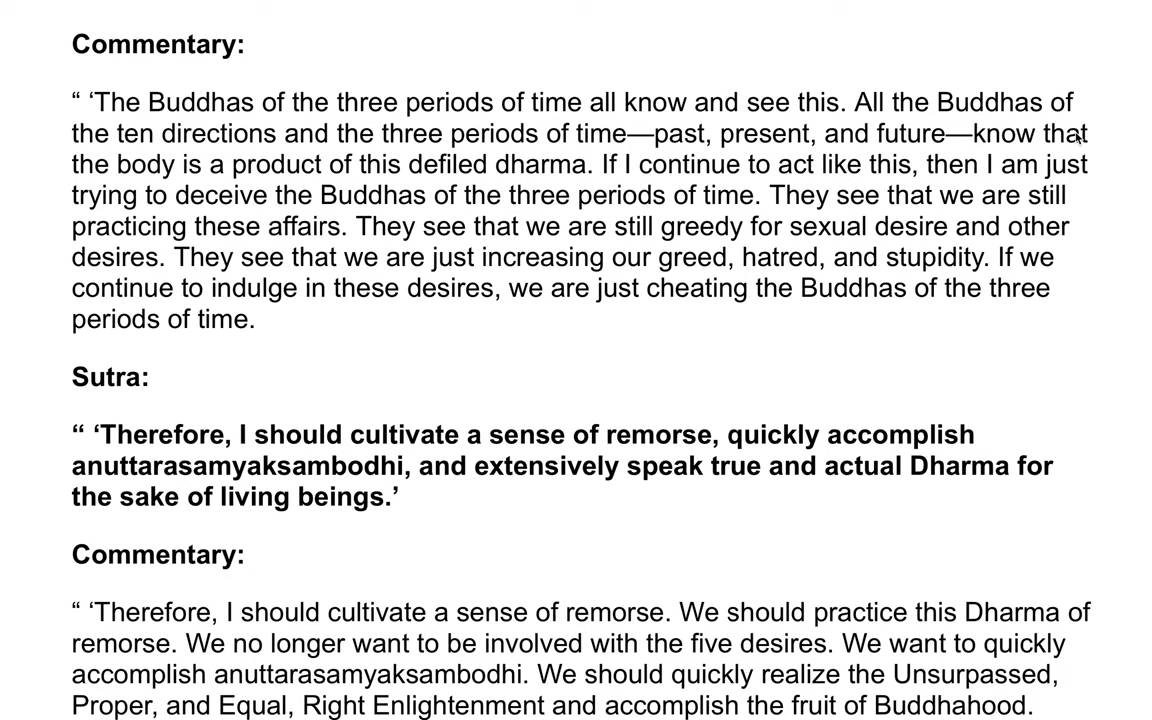 Commentary:
“ ‘The Buddhas of the three periods of time all know and see this. All the Buddhas of
the ten directions and the three periods of time—past, present, and future—know that
the body is a product of this defiled dharma. If I continue to act like this, then I am just
trying to deceive the Buddhas of the three periods of time. They see that we are still
practicing these affairs. They see that we are still greedy for sexual desire and other
desires. They see that we are just increasing our greed, hatred, and stupidity. If we
continue to indulge in these desires, we are just cheating the Buddhas of the three
periods of time.
Sutra:
“ ‘Therefore, I should cultivate a sense of remorse, quickly accomplish
anuttarasamyaksambodhi, and extensively speak true and actual Dharma for
the sake of living beings.’
Commentary:
“ ‘Therefore, I should cultivate a sense of remorse. We should practice this Dharma of
remorse. We no longer want to be involved with the five desires. We want to quickly
accomplish anuttarasamyaksambodhi. We should quickly realize the Unsurpassed,
Proper, and Equal, Right Enlightenment and accomplish the fruit of Buddhahood.